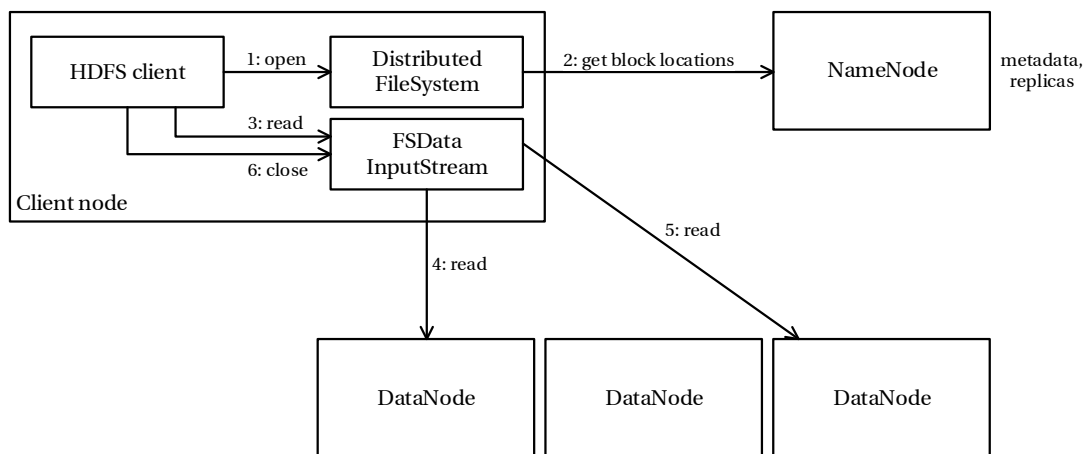 HDFS client
1: open
Distributed
FileSystem
2: get block locations
NameNode
metadata,
replicas
3: read
FSData
InputStream
6: close
Client node
4: read
5: read
DataNode
DataNode
DataNode